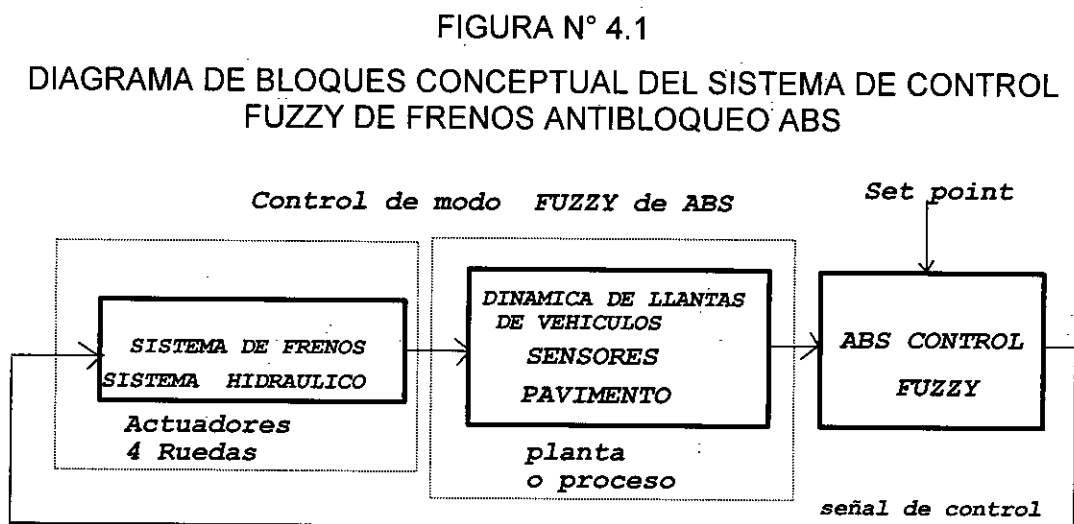 FIGURA N° 4.1
DIAGRAMA DE BLOQUES CONCEPTUAL DEL SISTEMA DE CONTROL
FUZZY DE FRENOS ANTIBLOQUEO ABS
Control de modo FUZZY de ABS
Set point
SISTEMA DE FRENOS
SISTEMA HIDRAULICO
Actuadores
4 Ruedas
DINAMICA DE LLANTAS
DE VEHICULOS
SENSORES
PAVIMENTO
planta
o proceso
ABS CONTROL
FUZZY
señal de control